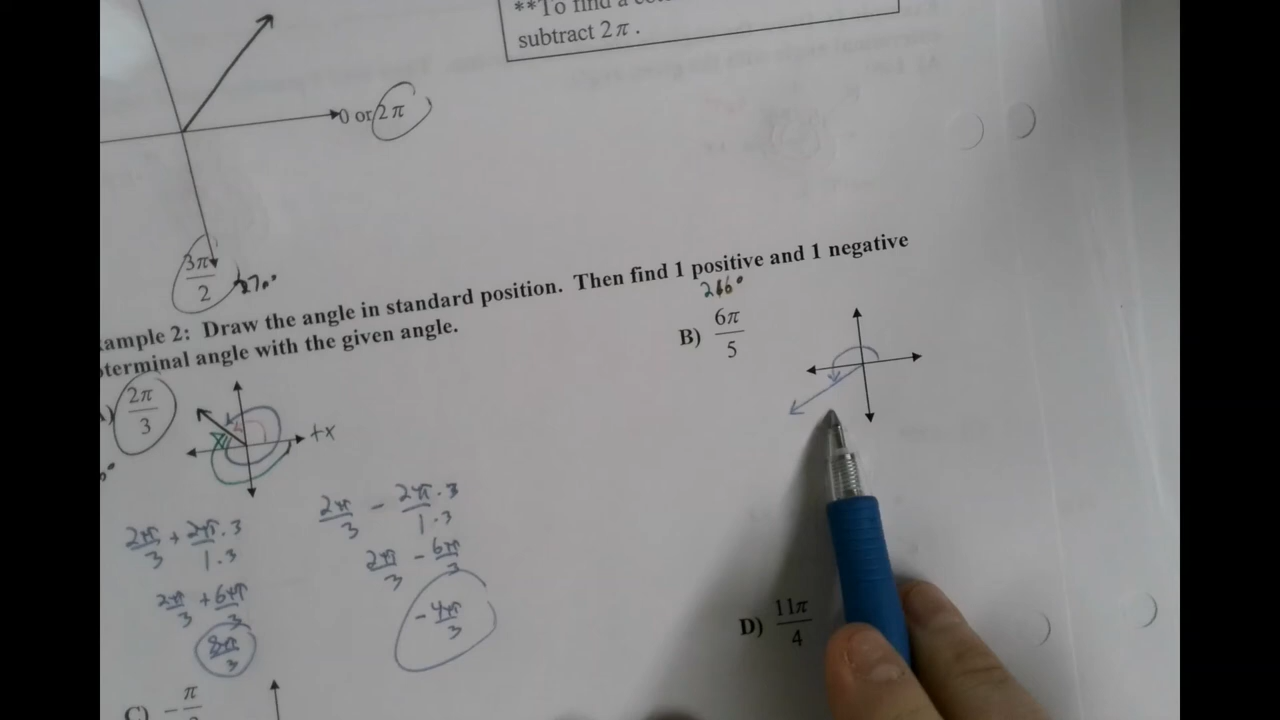 **To find a
subtract 2π .
0 or 2π
3π/2 270°
ample 2: Draw the angle in standard position. Then find 1 positive and 1 negative
terminal angle with the given angle.
) 2π/3
+x
2π/3 + 2π·3/1·3
2π/3 + 6π/3
8π/3
2π/3 - 2π·3/1·3
2π/3 - 6π/3
-4π/3
216°
B) 6π/5
C) - π
D) 11π/4